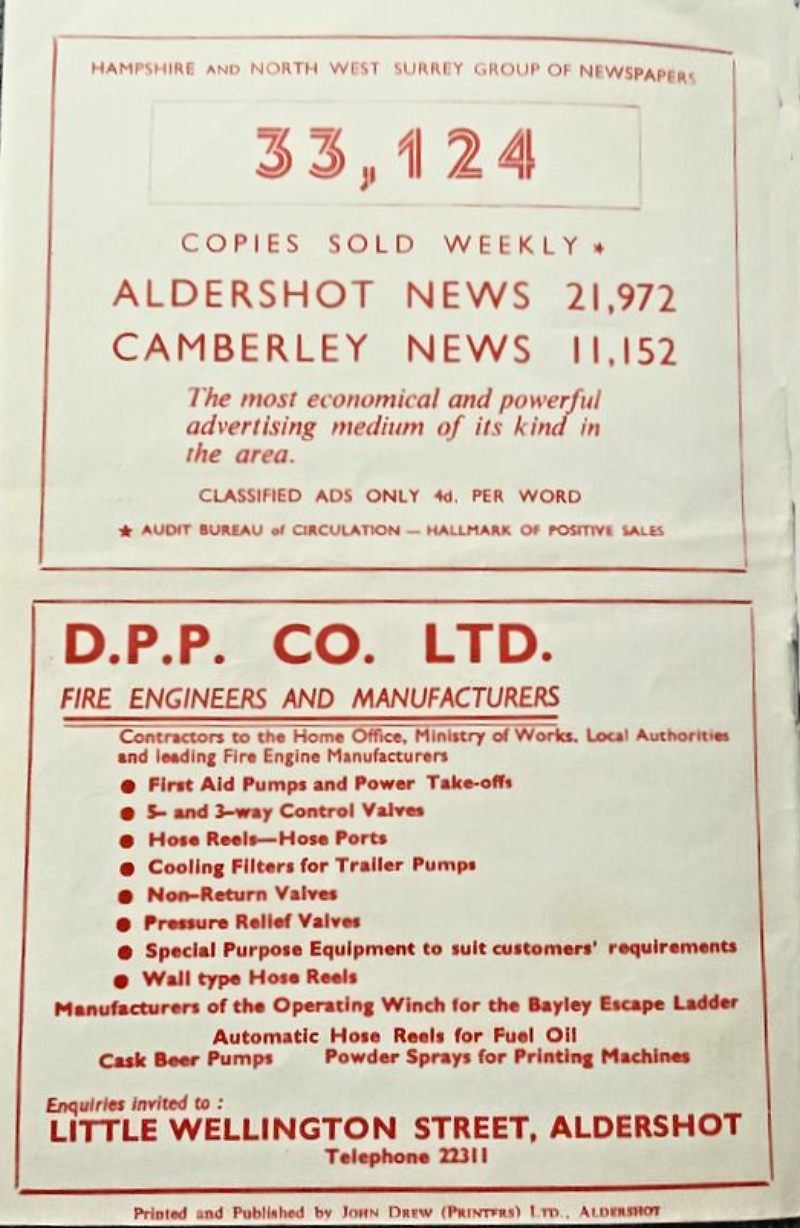 HAMPSHIRE AND NORTH WEST SURREY GROUP OF NEWSPAPERS
33,124
COPIES SOLD WEEKLY ★
ALDERSHOT NEWS 21,972
CAMBERLEY NEWS 11,152
The most economical and powerful
advertising medium of its kind in
the area.
CLASSIFIED ADS ONLY 4d. PER WORD
★ AUDIT BUREAU of CIRCULATION — HALLMARK OF POSITIVE SALES
D.P.P. CO. LTD.
FIRE ENGINEERS AND MANUFACTURERS
Contractors to the Home Office, Ministry of Works, Local Authorities
and leading Fire Engine Manufacturers
● First Aid Pumps and Power Take-offs
● 5- and 3-way Control Valves
● Hose Reels—Hose Ports
● Cooling Filters for Trailer Pumps
● Non-Return Valves
● Pressure Relief Valves
● Special Purpose Equipment to suit customers' requirements
● Wall type Hose Reels
Manufacturers of the Operating Winch for the Bayley Escape Ladder
Automatic Hose Reels for Fuel Oil
Cask Beer Pumps Powder Sprays for Printing Machines
Enquiries invited to :
LITTLE WELLINGTON STREET, ALDERSHOT
Telephone 22311
Printed and Published by JOHN DREW (PRINTERS) LTD., ALDERSHOT